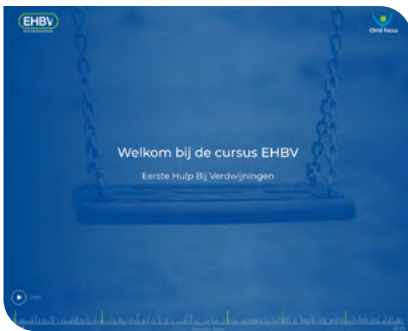 EHBV
Child Focus
Welkom bij de cursus EHBV
Eerste Hulp Bij Verdwijningen